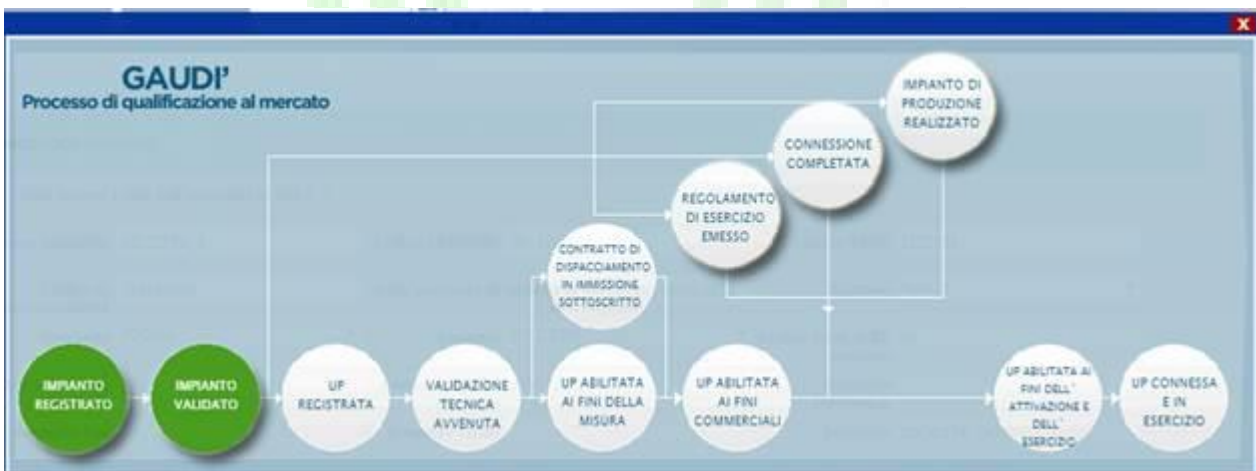 X
GAUDI'
Processo di qualificazione al mercato
IMPIANTO DI
PRODUZIONE
REALIZZATO
CONNESSIONE
COMPLETATA
REGOLAMENTO
DI ESERCIZIO
EMESSO
CONTRATTO DI
DISPACCIAMENTO
IN IMMISSIONE
SOTTOSCRITTO
IMPIANTO
REGISTRATO
IMPIANTO
VALIDATO
UP
REGISTRATA
VALIDAZIONE
TECNICA
AVVENUTA
UP ABILITATA
AI FINI DELLA
MISURA
UP ABILITATA
AI FINI
COMMERCIALI
UP ABILITATA AI
FINI DELL'
ATTIVAZIONE E
DELL'
ESERCIZIO
UP CONNESSA
E IN
ESERCIZIO